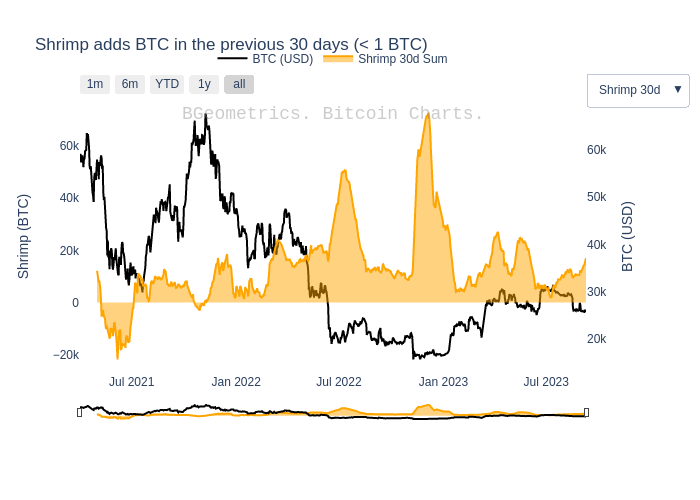 Shrimp adds BTC in the previous 30 days (< 1 BTC)
BTC (USD) Shrimp 30d Sum
1m 6m YTD 1y all
Shrimp 30d ▼
BGeometrics. Bitcoin Charts.
60k
40k
20k
0
−20k
Shrimp (BTC)
60k
50k
40k
30k
20k
BTC (USD)
Jul 2021 Jan 2022 Jul 2022 Jan 2023 Jul 2023